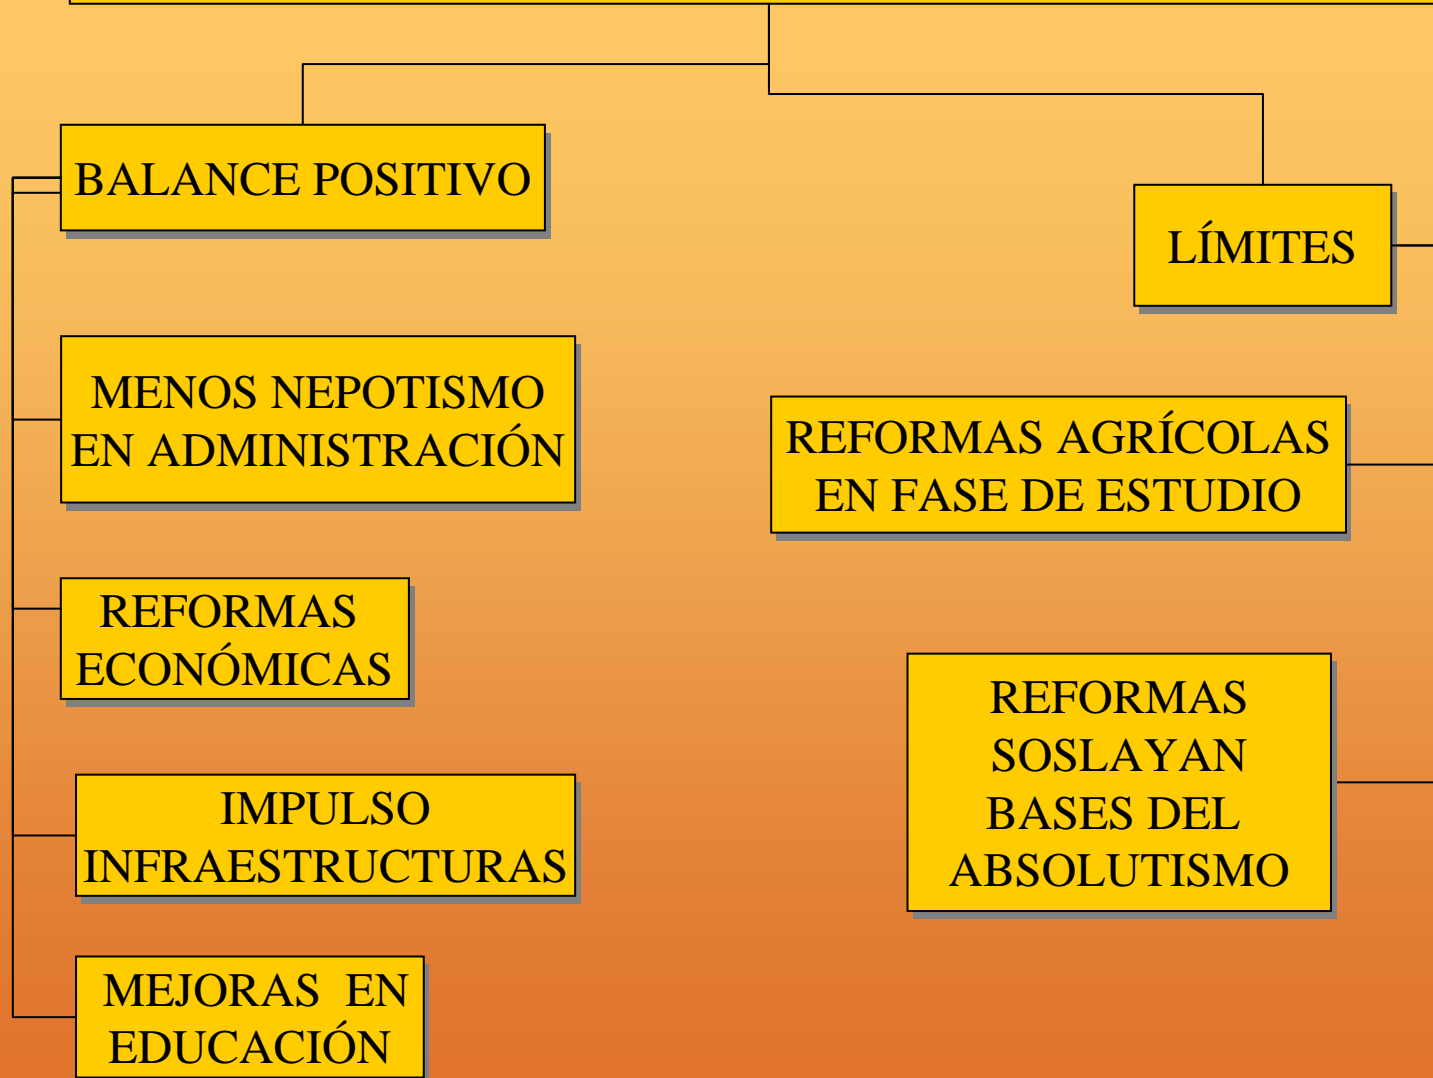 BALANCE POSITIVO
LÍMITES
MENOS NEPOTISMO
EN ADMINISTRACIÓN
REFORMAS AGRÍCOLAS
EN FASE DE ESTUDIO
REFORMAS
ECONÓMICAS
REFORMAS
SOSLAYAN
BASES DEL
ABSOLUTISMO
IMPULSO
INFRAESTRUCTURAS
MEJORAS EN
EDUCACIÓN